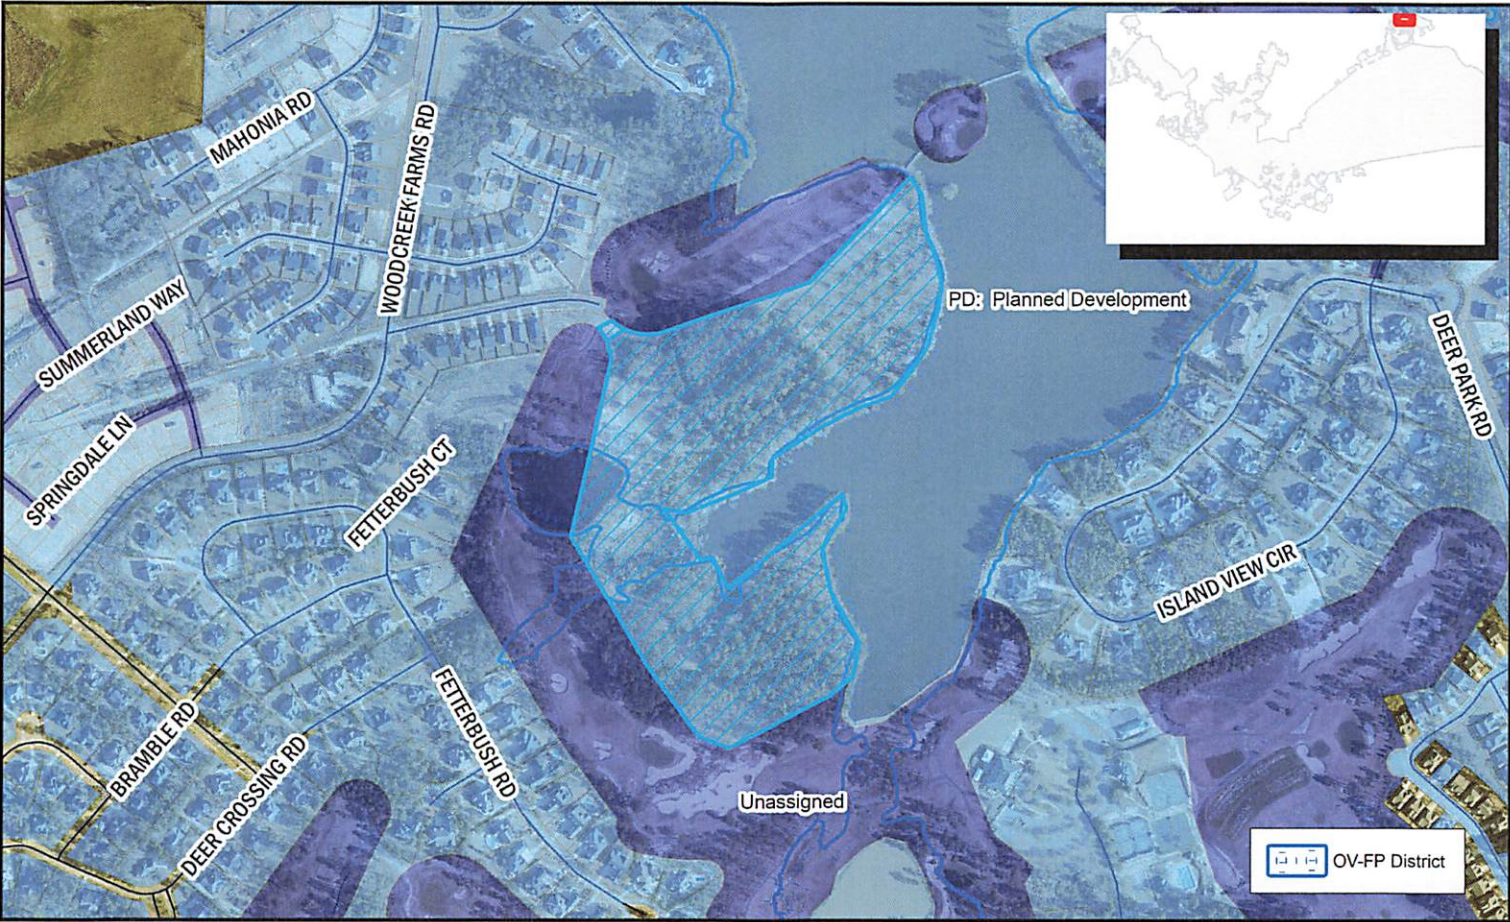 MAHONIA RD
WOODCREEK FARMS RD
SUMMERLAND WAY
SPRINGDALE LN
FETTERBUSH CT
PD: Planned Development
DEER PARK RD
ISLAND VIEW CIR
FETTERBUSH RD
BRAMBLE RD
DEER CROSSING RD
Unassigned
OV-FP District